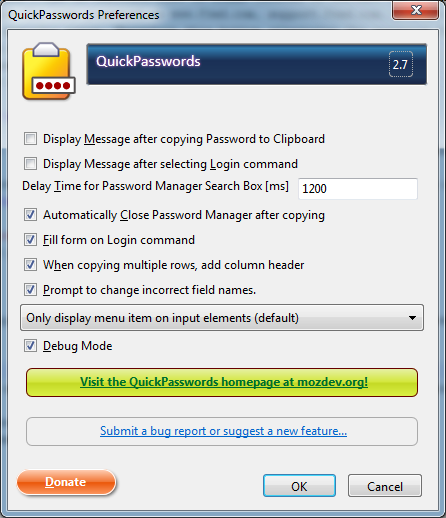 QuickPasswords Preferences
QuickPasswords 2.7
Display Message after copying Password to Clipboard
Display Message after selecting Login command
Delay Time for Password Manager Search Box [ms] 1200
Automatically Close Password Manager after copying
Fill form on Login command
When copying multiple rows, add column header
Prompt to change incorrect field names.
Only display menu item on input elements (default)
Debug Mode
Visit the QuickPasswords homepage at mozdev.org!
Submit a bug report or suggest a new feature...
Donate OK Cancel